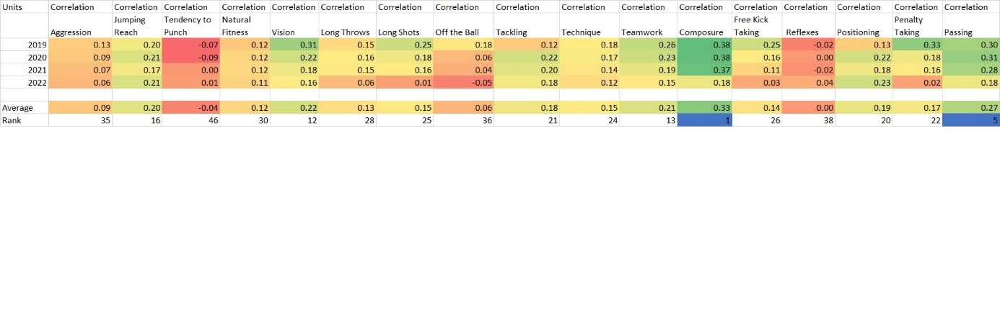 Units Correlation Correlation Correlation Correlation Correlation Correlation Correlation Correlation Correlation Correlation Correlation Correlation Correlation Correlation Correlation Correlation Correlation
Jumping Tendency to Natural Free Kick Penalty
Aggression Reach Punch Fitness Vision Long Throws Long Shots Off the Ball Tackling Technique Teamwork Composure Taking Reflexes Positioning Taking Passing
2019 0.13 0.20 -0.07 0.12 0.31 0.15 0.25 0.18 0.12 0.18 0.26 0.38 0.25 -0.02 0.13 0.33 0.30
2020 0.09 0.21 -0.09 0.12 0.22 0.16 0.18 0.06 0.22 0.17 0.23 0.38 0.16 0.00 0.22 0.18 0.31
2021 0.07 0.17 0.00 0.12 0.18 0.15 0.16 0.04 0.20 0.14 0.19 0.37 0.11 -0.02 0.18 0.16 0.28
2022 0.06 0.21 0.01 0.11 0.16 0.06 0.01 -0.05 0.18 0.12 0.15 0.18 0.03 0.04 0.23 0.02 0.18
Average 0.09 0.20 -0.04 0.12 0.22 0.13 0.15 0.06 0.18 0.15 0.21 0.33 0.14 0.00 0.19 0.17 0.27
Rank 35 16 46 30 12 28 25 36 21 24 13 1 26 38 20 22 5